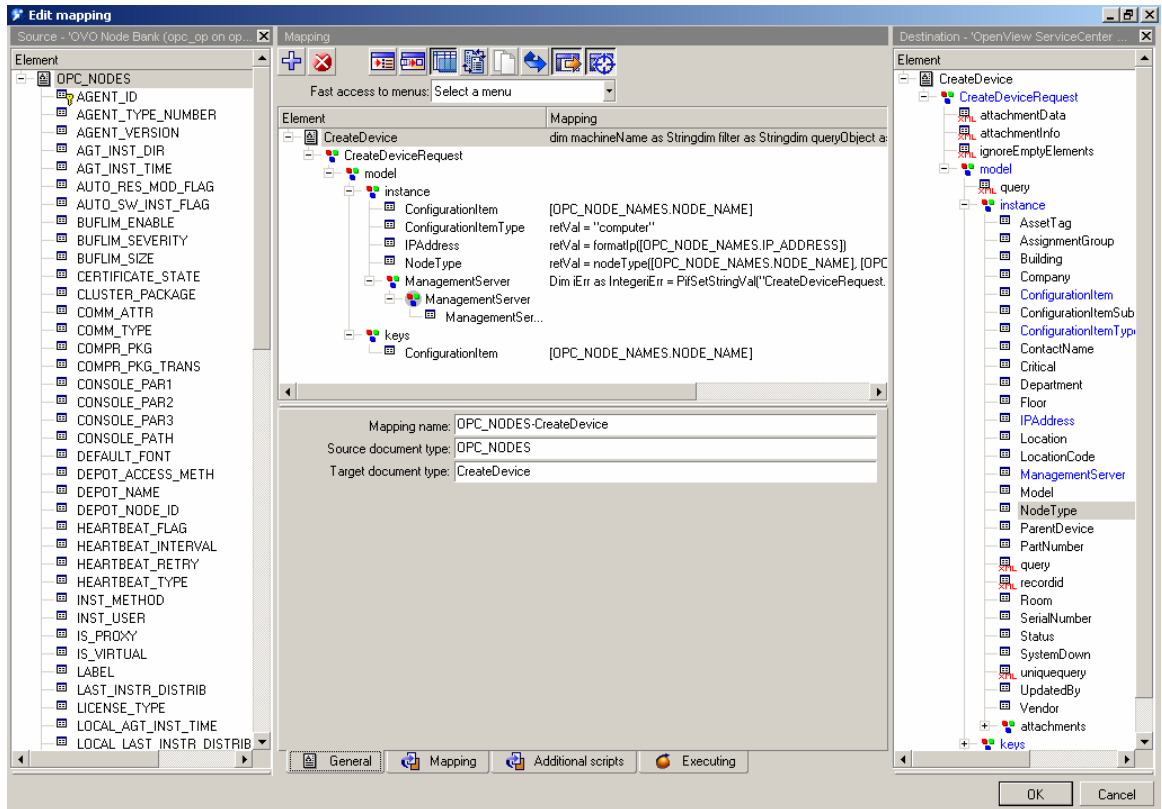 Edit mapping
Source - 'OVO Node Bank (opc_op on op...
Element
OPC_NODES
AGENT_ID
AGENT_TYPE_NUMBER
AGENT_VERSION
AGT_INST_DIR
AGT_INST_TIME
AUTO_RES_MOD_FLAG
AUTO_SW_INST_FLAG
BUFLIM_ENABLE
BUFLIM_SEVERITY
BUFLIM_SIZE
CERTIFICATE_STATE
CLUSTER_PACKAGE
COMM_ATTR
COMM_TYPE
COMPR_PKG
COMPR_PKG_TRANS
CONSOLE_PAR1
CONSOLE_PAR2
CONSOLE_PAR3
CONSOLE_PATH
DEFAULT_FONT
DEPOT_ACCESS_METH
DEPOT_NAME
DEPOT_NODE_ID
HEARTBEAT_FLAG
HEARTBEAT_INTERVAL
HEARTBEAT_RETRY
HEARTBEAT_TYPE
INST_METHOD
INST_USER
IS_PROXY
IS_VIRTUAL
LABEL
LAST_INSTR_DISTRIB
LICENSE_TYPE
LOCAL_AGT_INST_TIME
LOCAL_LAST_INSTR_DISTRIB
Mapping
Fast access to menus: Select a menu
Element Mapping
CreateDevice dim machineName as Stringdim filter as Stringdim queryObject a
CreateDeviceRequest
model
instance
ConfigurationItem [OPC_NODE_NAMES.NODE_NAME]
ConfigurationItemType retVal = "computer"
IPAddress retVal = formatIp([OPC_NODE_NAMES.IP_ADDRESS])
NodeType retVal = nodeType([OPC_NODE_NAMES.NODE_NAME], [OPC
ManagementServer Dim iErr as IntegeriErr = PifSetStringVal("CreateDeviceRequest.
ManagementServer
ManagementSer...
keys
ConfigurationItem [OPC_NODE_NAMES.NODE_NAME]
Mapping name: OPC_NODES-CreateDevice
Source document type: OPC_NODES
Target document type: CreateDevice
General Mapping Additional scripts Executing
Destination - 'OpenView ServiceCenter ...
Element
CreateDevice
CreateDeviceRequest
XML attachmentData
XML attachmentInfo
XML ignoreEmptyElements
model
XML query
instance
AssetTag
AssignmentGroup
Building
Company
ConfigurationItem
ConfigurationItemSub
ConfigurationItemType
ContactName
Critical
Department
Floor
IPAddress
Location
LocationCode
ManagementServer
Model
NodeType
ParentDevice
PartNumber
XML query
XML recordid
Room
SerialNumber
Status
SystemDown
XML uniquequery
UpdatedBy
Vendor
attachments
keys
OK Cancel